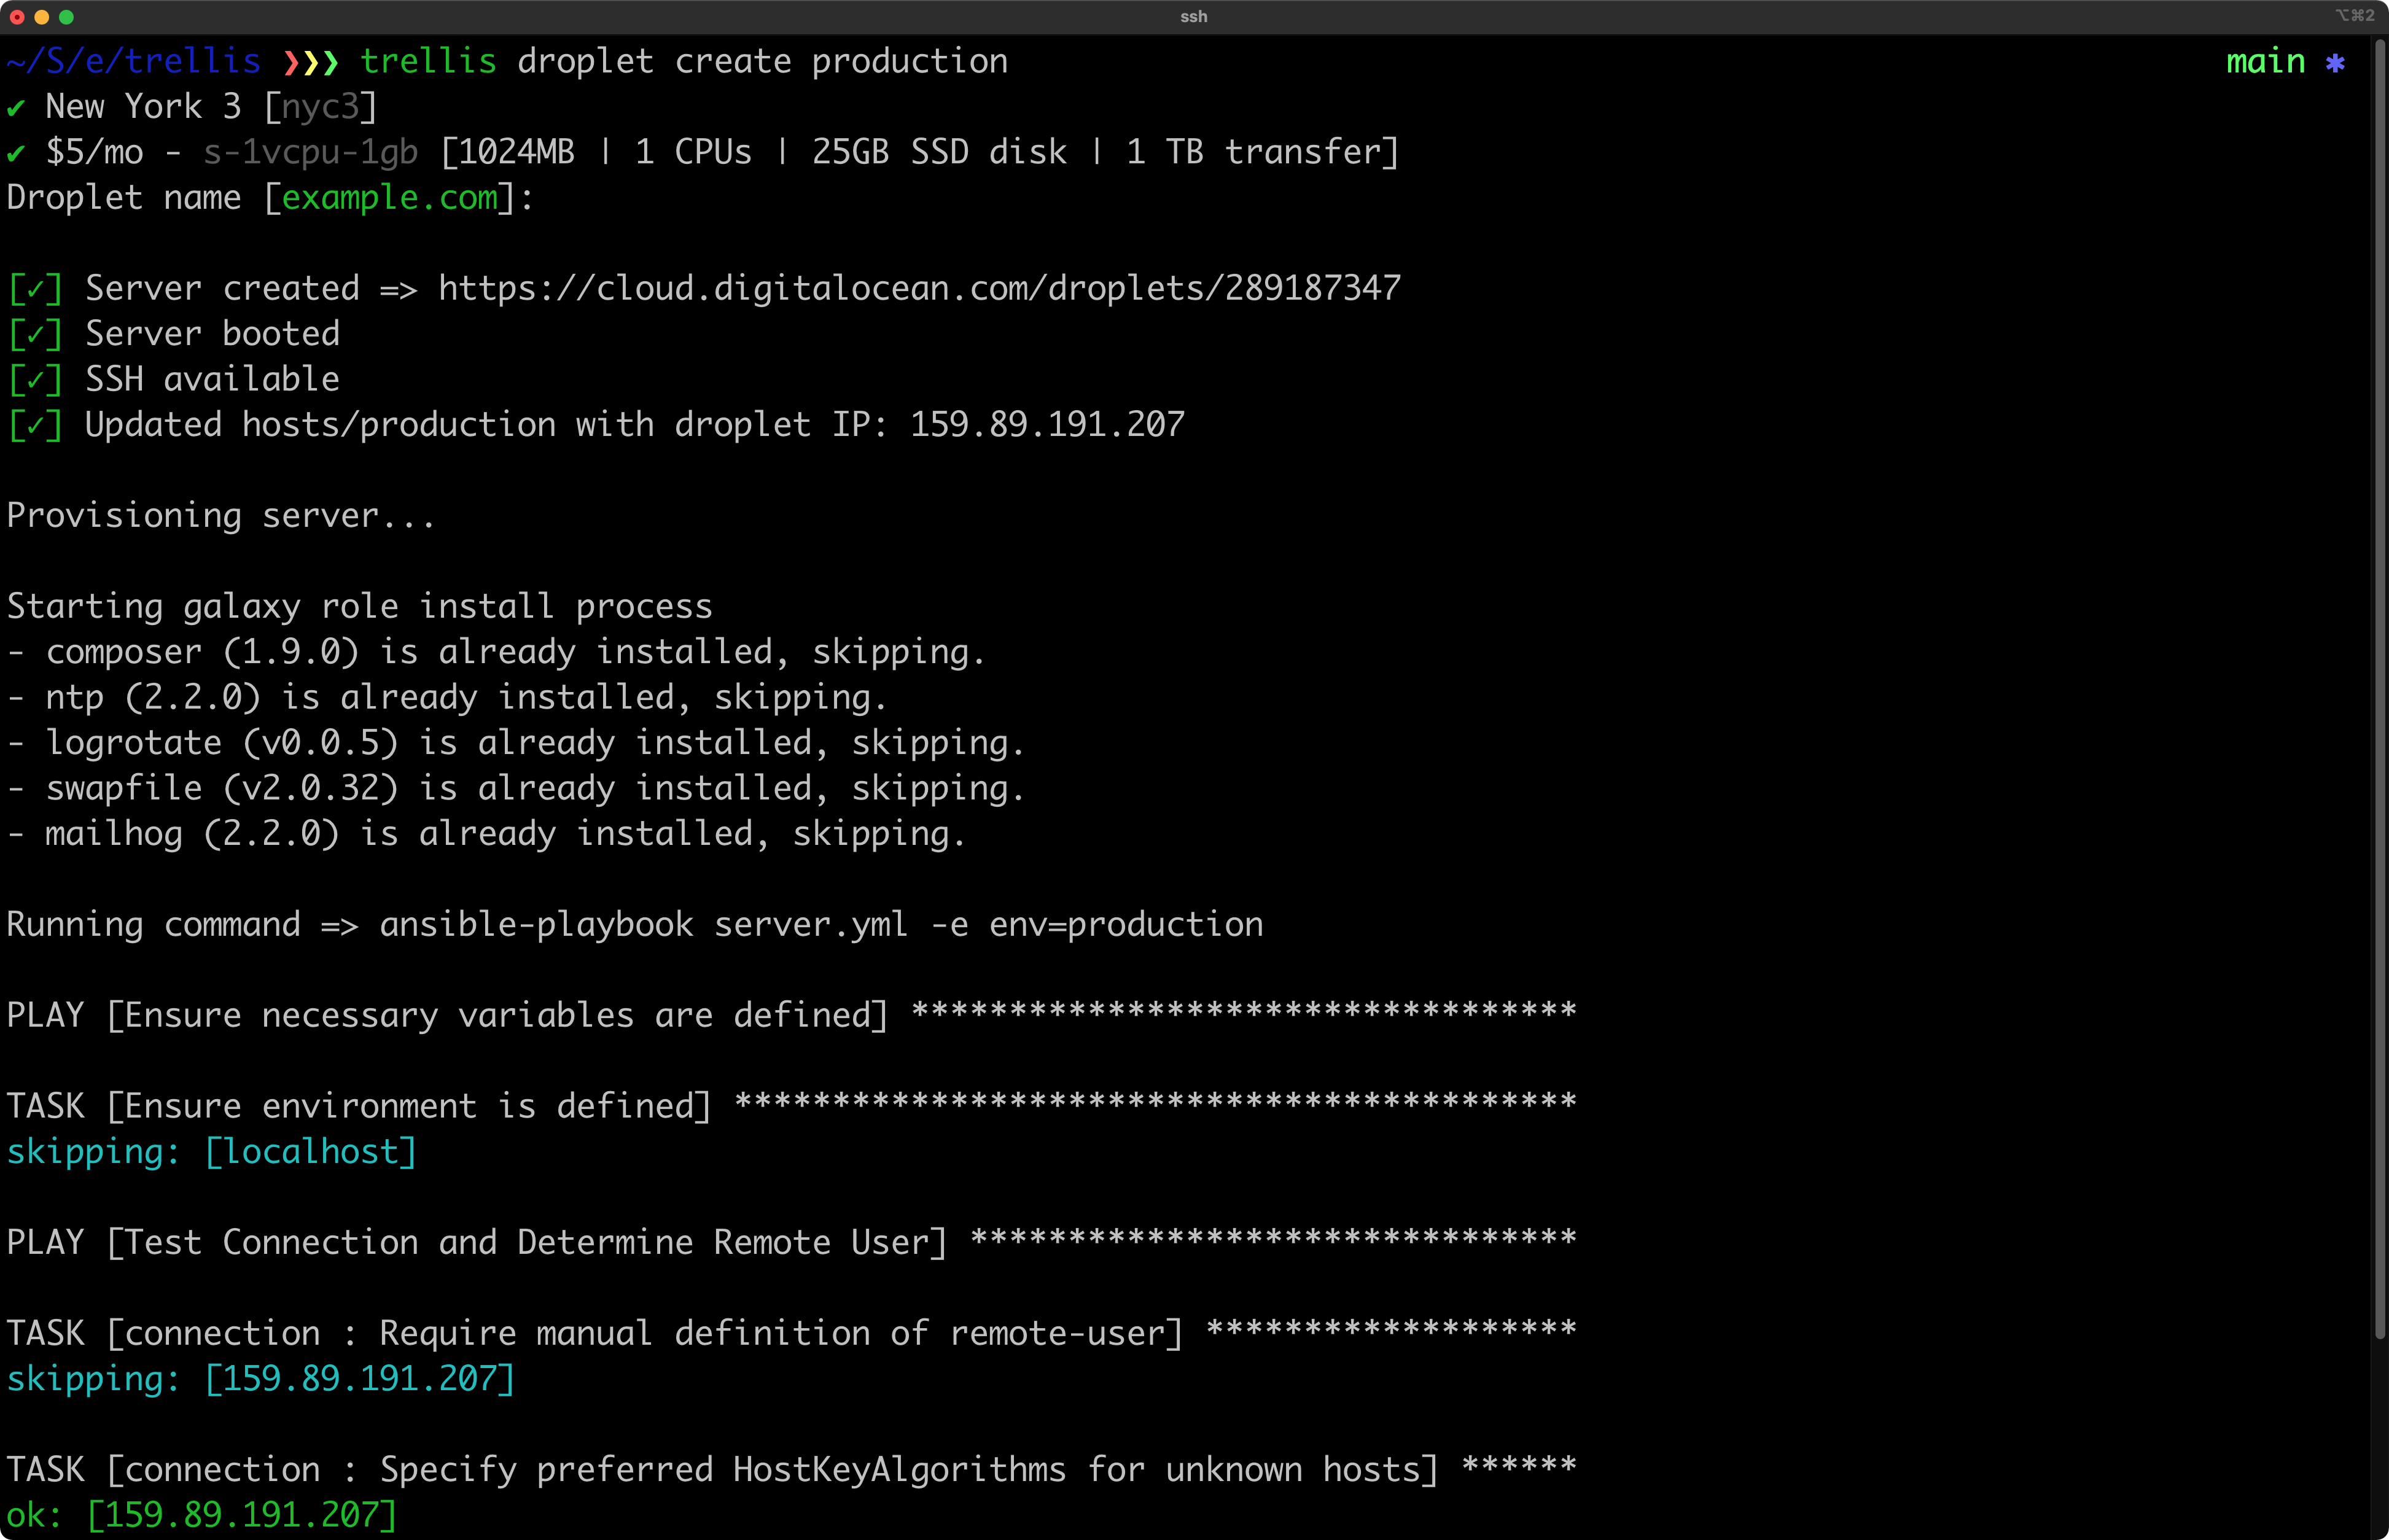 ssh ⌥⌘2
~/S/e/trellis ❯❯❯ trellis droplet create production main ✱
✔ New York 3 [nyc3]
✔ $5/mo - s-1vcpu-1gb [1024MB | 1 CPUs | 25GB SSD disk | 1 TB transfer]
Droplet name [example.com]:
[✓] Server created => https://cloud.digitalocean.com/droplets/289187347
[✓] Server booted
[✓] SSH available
[✓] Updated hosts/production with droplet IP: 159.89.191.207
Provisioning server...
Starting galaxy role install process
- composer (1.9.0) is already installed, skipping.
- ntp (2.2.0) is already installed, skipping.
- logrotate (v0.0.5) is already installed, skipping.
- swapfile (v2.0.32) is already installed, skipping.
- mailhog (2.2.0) is already installed, skipping.
Running command => ansible-playbook server.yml -e env=production
PLAY [Ensure necessary variables are defined] **********************************
TASK [Ensure environment is defined] *******************************************
skipping: [localhost]
PLAY [Test Connection and Determine Remote User] *******************************
TASK [connection : Require manual definition of remote-user] *******************
skipping: [159.89.191.207]
TASK [connection : Specify preferred HostKeyAlgorithms for unknown hosts] ******
ok: [159.89.191.207]